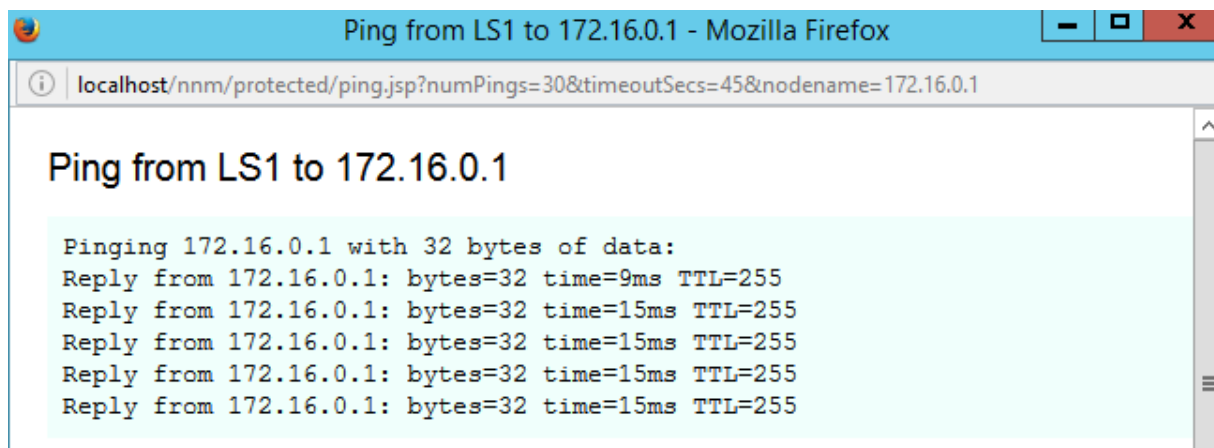 Ping from LS1 to 172.16.0.1 - Mozilla Firefox
localhost/nnm/protected/ping.jsp?numPings=30&timeoutSecs=45&nodename=172.16.0.1
Ping from LS1 to 172.16.0.1
Pinging 172.16.0.1 with 32 bytes of data:
Reply from 172.16.0.1: bytes=32 time=9ms TTL=255
Reply from 172.16.0.1: bytes=32 time=15ms TTL=255
Reply from 172.16.0.1: bytes=32 time=15ms TTL=255
Reply from 172.16.0.1: bytes=32 time=15ms TTL=255
Reply from 172.16.0.1: bytes=32 time=15ms TTL=255